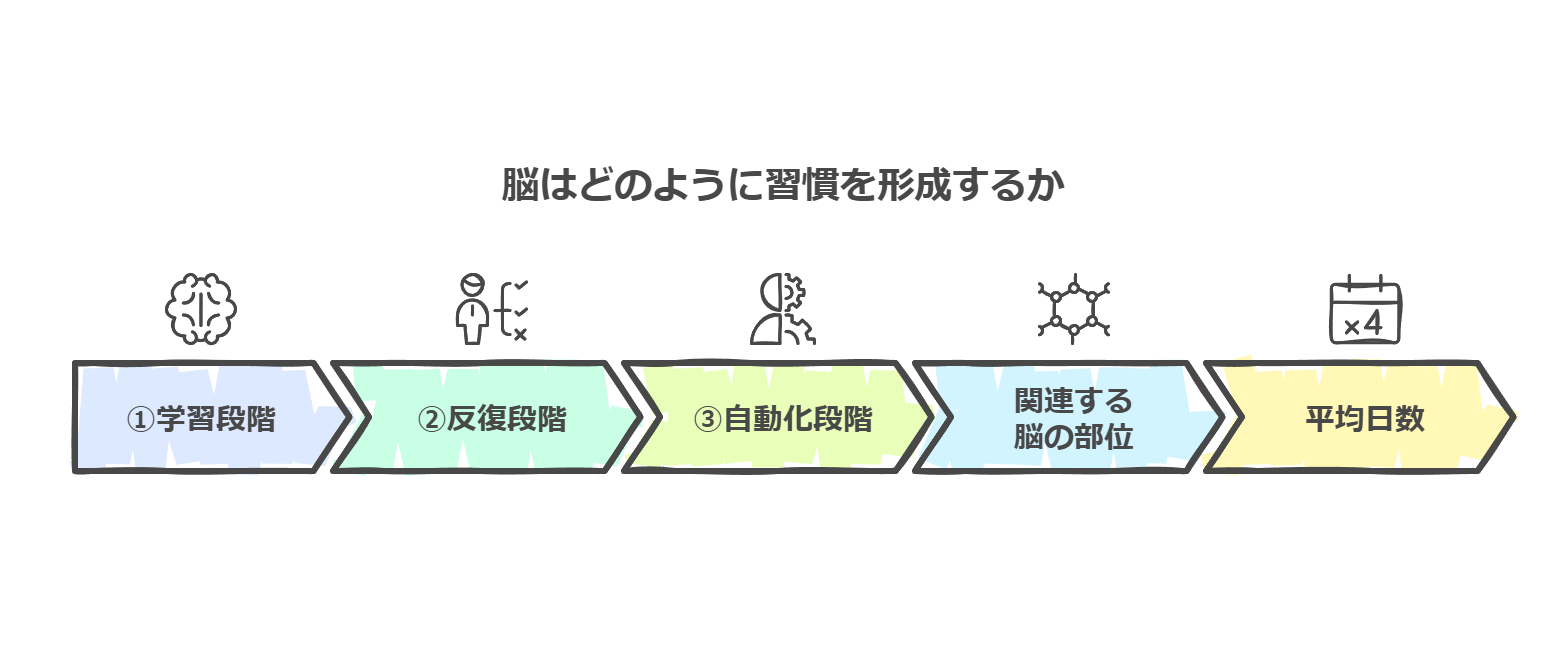 脳はどのように習慣を形成するか
x4
①学習段階
②反復段階
③自動化段階
関連する
脳の部位
平均日数